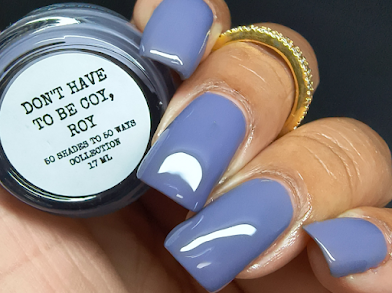 DON'T HAVE
TO BE COY,
ROY
50 SHADES TO 50 WAYS
COLLECTION
17 ML